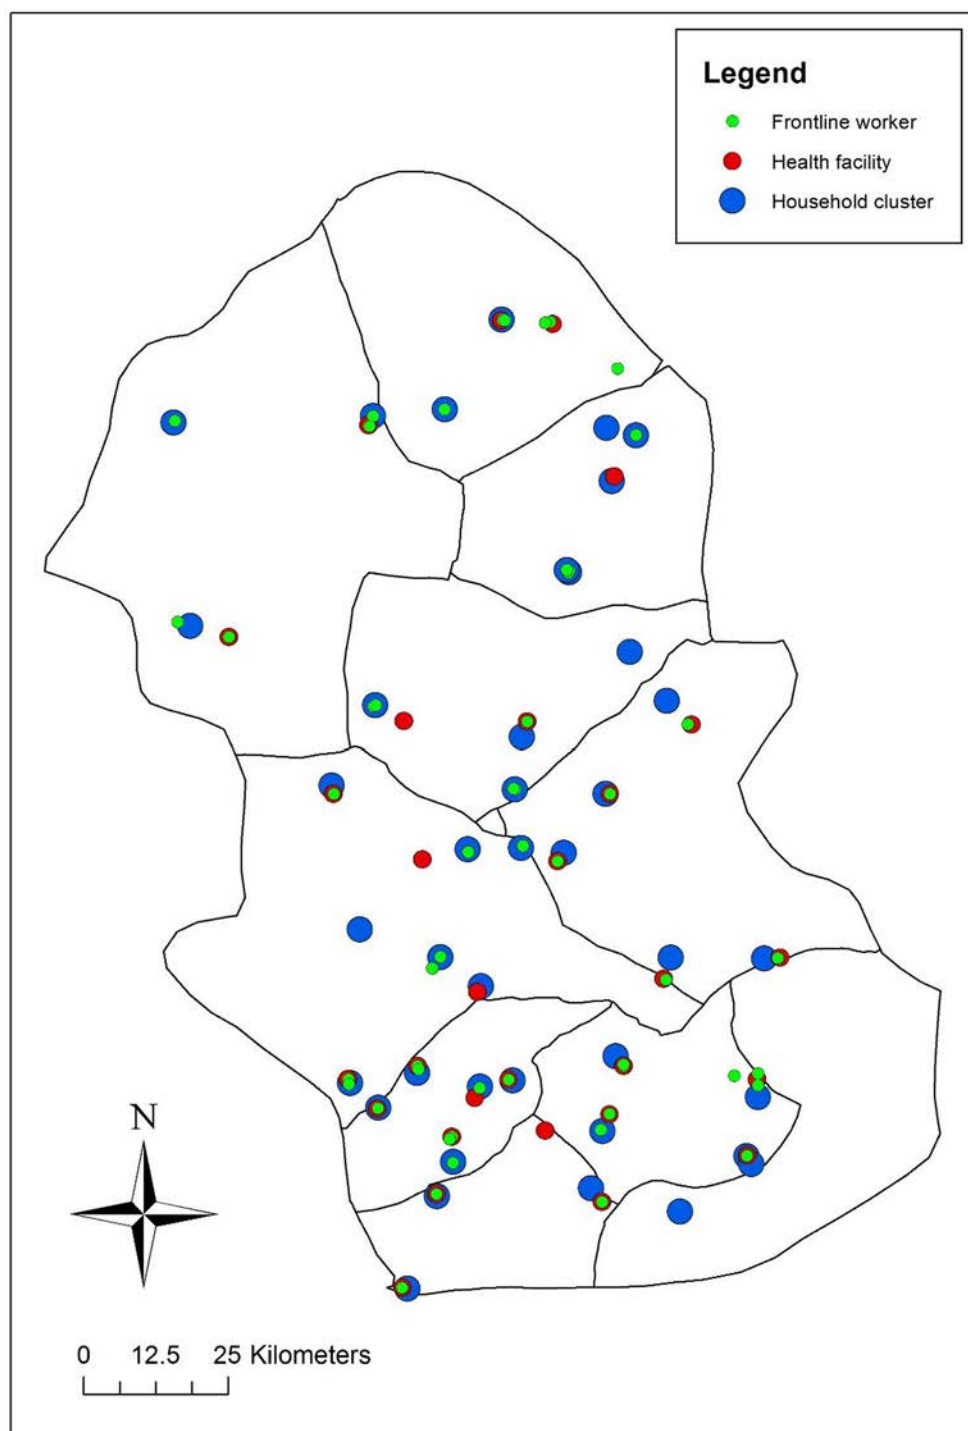 Legend
Frontline worker
Health facility
Household cluster
N
0 12.5 25 Kilometers